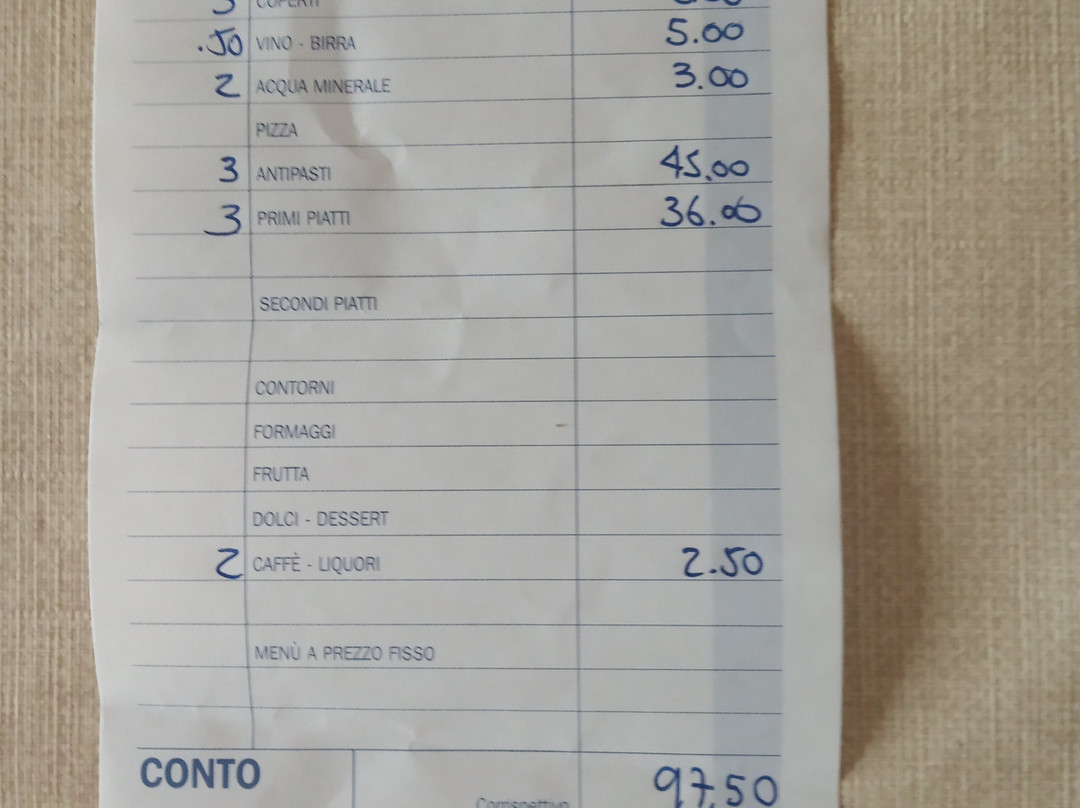 COPERTI
.50 VINO - BIRRA 5.00
2 ACQUA MINERALE 3.00
PIZZA
3 ANTIPASTI 45.00
3 PRIMI PIATTI 36.00
SECONDI PIATTI
CONTORNI
FORMAGGI
FRUTTA
DOLCI - DESSERT
2 CAFFÈ - LIQUORI 2.50
MENÙ A PREZZO FISSO
CONTO 97.50
Corrispettivo